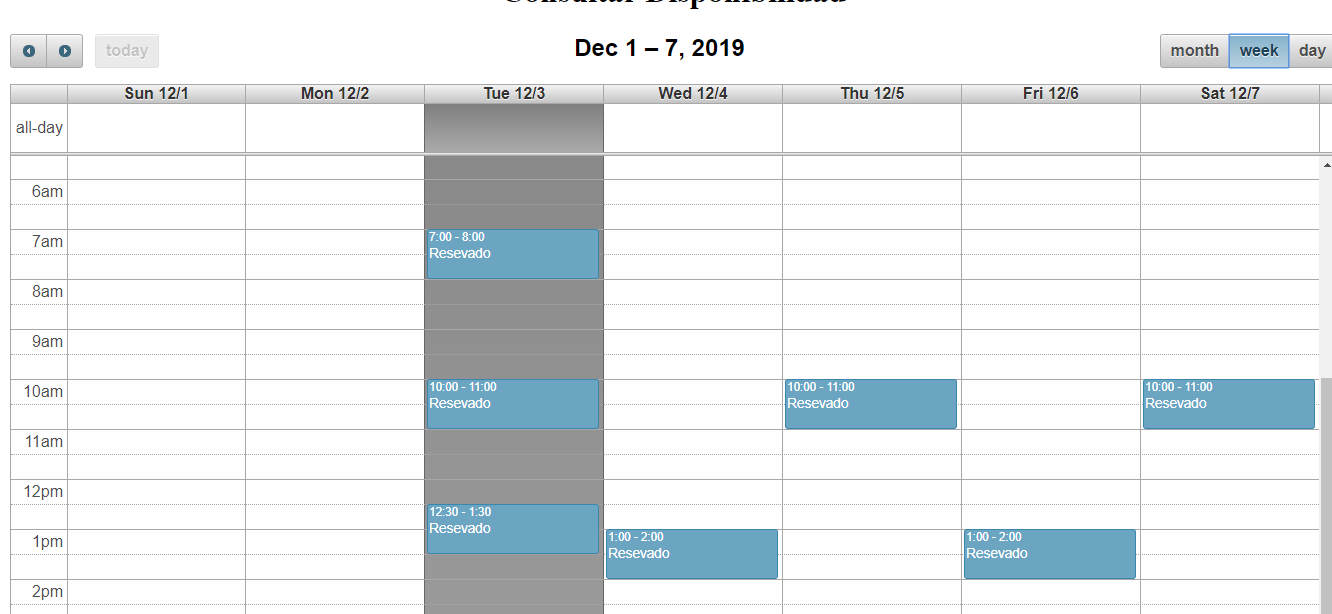 Consultar Disponibilidad
today
Dec 1 – 7, 2019
month week day
Sun 12/1 Mon 12/2 Tue 12/3 Wed 12/4 Thu 12/5 Fri 12/6 Sat 12/7
all-day
6am
7am
7:00 - 8:00
Resevado
8am
9am
10am
10:00 - 11:00 10:00 - 11:00 10:00 - 11:00
Resevado Resevado Resevado
11am
12pm
12:30 - 1:30
Resevado
1pm
1:00 - 2:00 1:00 - 2:00
Resevado Resevado
2pm